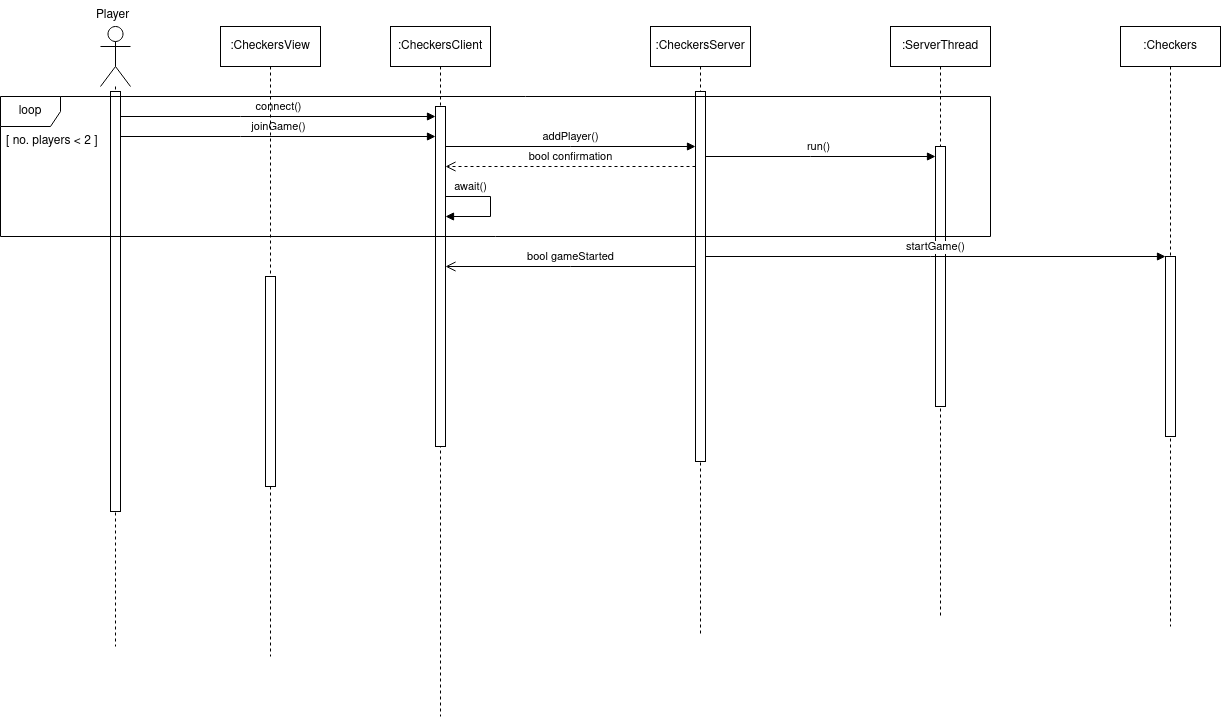 Player
:CheckersView
:CheckersClient
:CheckersServer
:ServerThread
:Checkers
loop
[ no. players < 2 ]
connect()
joinGame()
addPlayer()
run()
bool confirmation
await()
startGame()
bool gameStarted